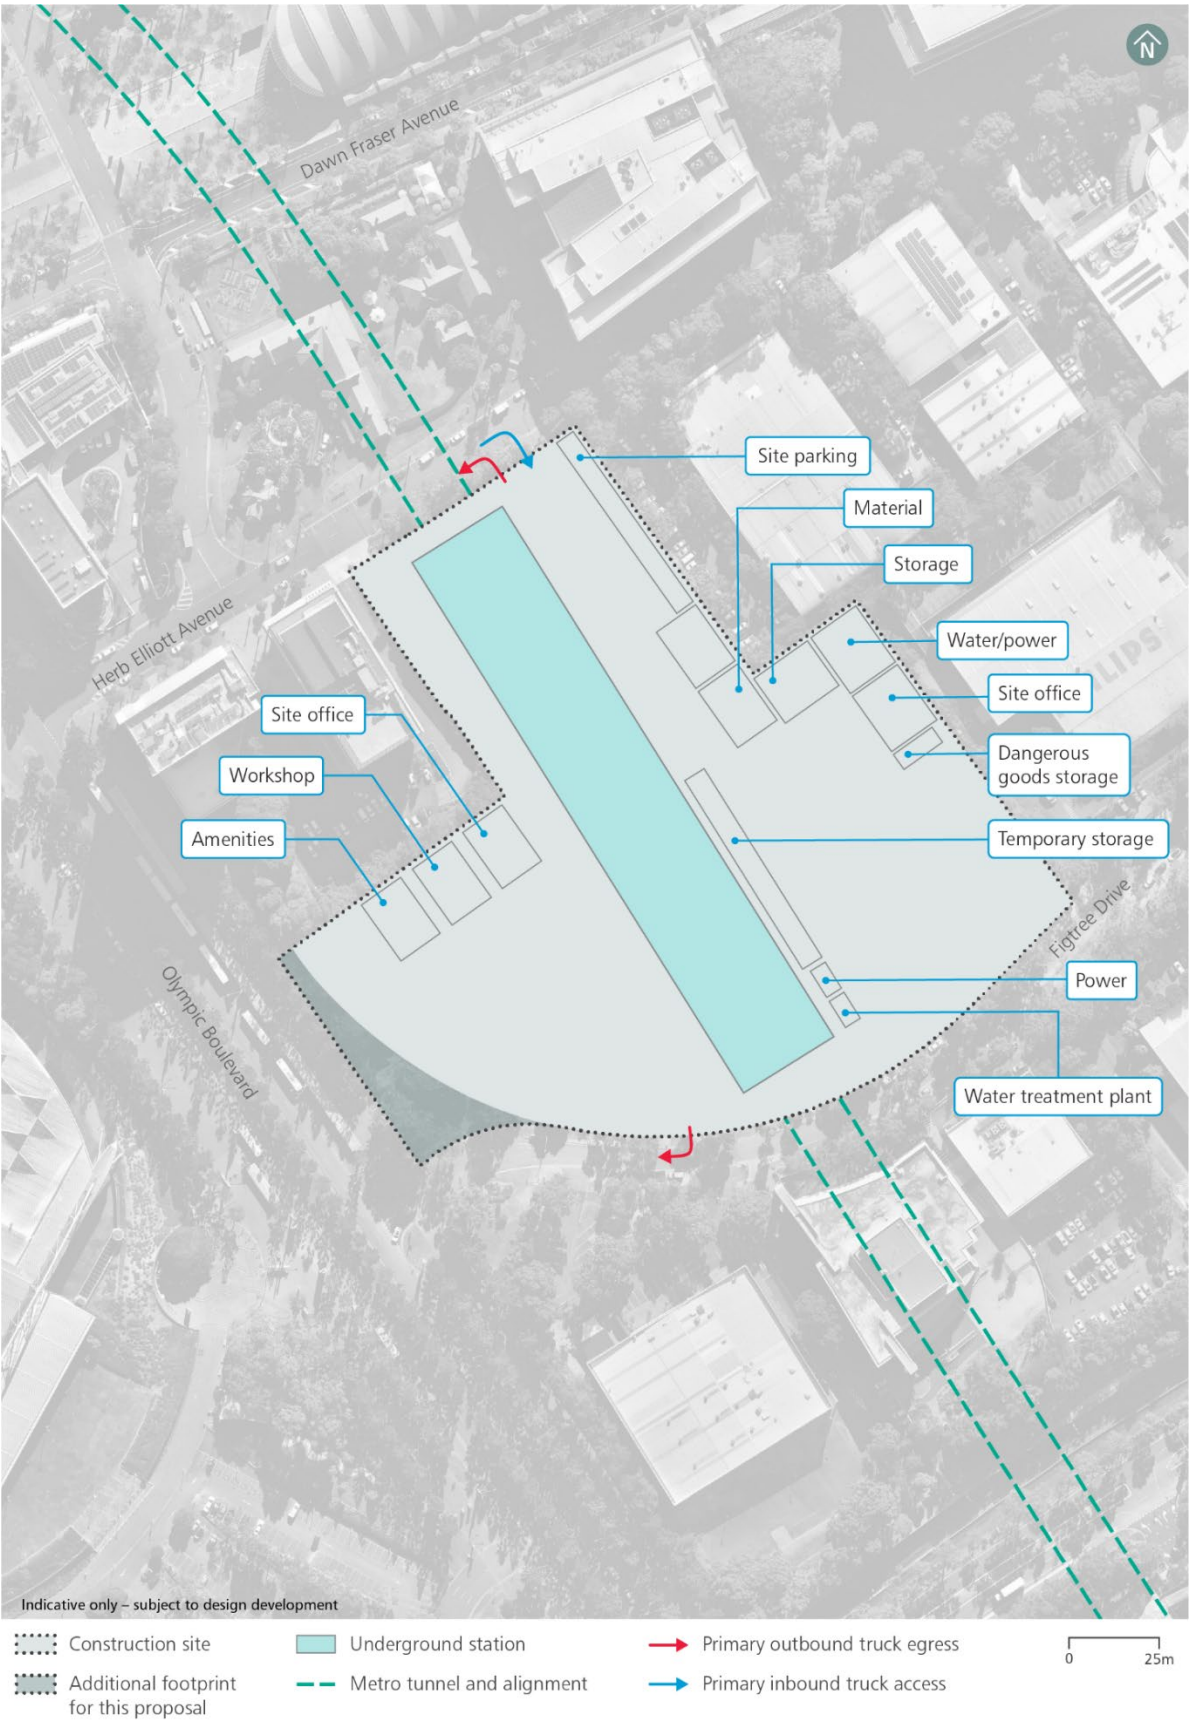 N
Dawn Fraser Avenue
Site parking
Material
Storage
Herb Elliott Avenue
Water/power
Site office
Site office
Dangerous
goods storage
Workshop
Amenities
Temporary storage
Figtree Drive
Olympic Boulevard
Power
Water treatment plant
Indicative only – subject to design development
Construction site
Underground station
Primary outbound truck egress
0
25m
Additional footprint
for this proposal
Metro tunnel and alignment
Primary inbound truck access